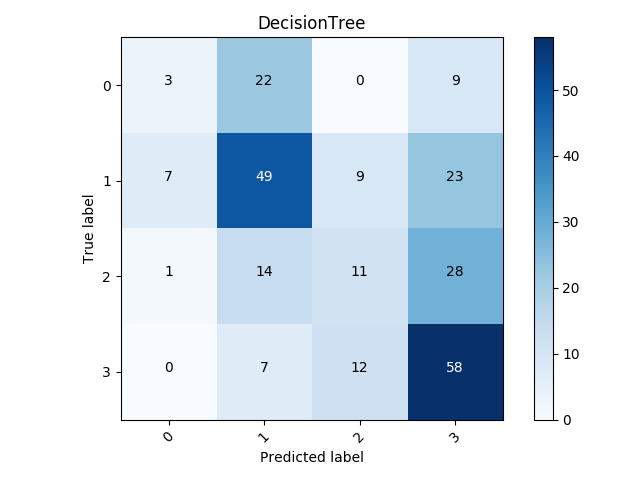 DecisionTree
True label
0 3 22 0 9
1 7 49 9 23
2 1 14 11 28
3 0 7 12 58
0 1 2 3
Predicted label
50
40
30
20
10
0